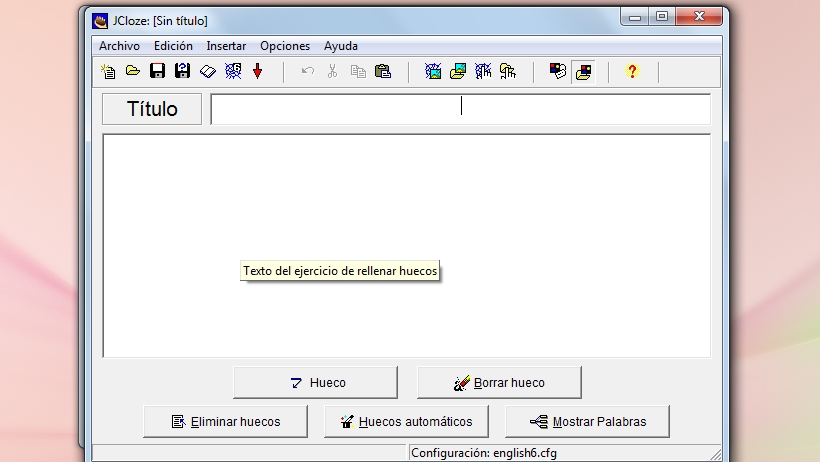 JCloze: [Sin título]
Archivo Edición Insertar Opciones Ayuda
Título
Texto del ejercicio de rellenar huecos
Hueco
Borrar hueco
Eliminar huecos
Huecos automáticos
Mostrar Palabras
Configuración: english6.cfg